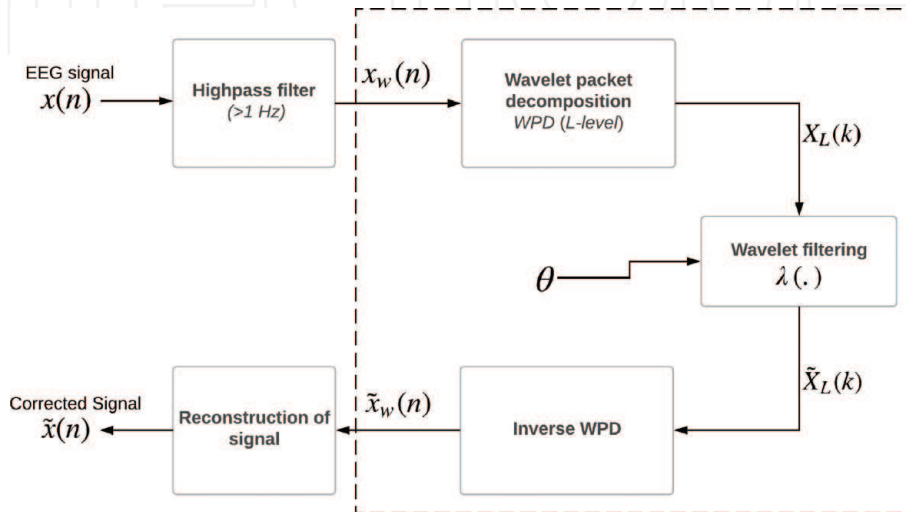 EEG signal
x(n)
Highpass filter
(>1 Hz)
x_w(n)
Wavelet packet
decomposition
WPD (L-level)
X_L(k)
Wavelet filtering
λ(.)
θ
X̃_L(k)
Inverse WPD
x̃_w(n)
Reconstruction of
signal
Corrected Signal
x̃(n)